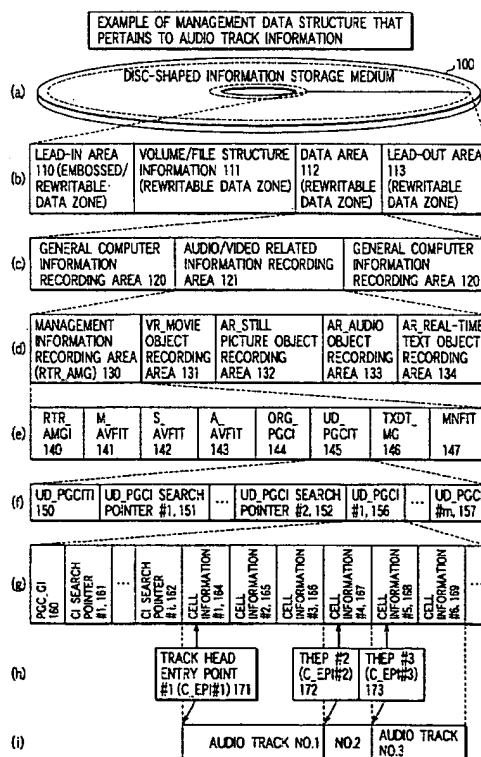 EXAMPLE OF MANAGEMENT DATA STRUCTURE THAT
PERTAINS TO AUDIO TRACK INFORMATION
100
(a)
DISC-SHAPED INFORMATION STORAGE MEDIUM
(b)
LEAD-IN AREA
110 (EMBOSSED/
REWRITABLE
DATA ZONE)
VOLUME/FILE STRUCTURE
INFORMATION 111
(REWRITABLE DATA ZONE)
DATA AREA
112
(REWRITABLE
DATA ZONE)
LEAD-OUT AREA
113
(REWRITABLE
DATA ZONE)
(c)
GENERAL COMPUTER
INFORMATION
RECORDING AREA 120
AUDIO/VIDEO RELATED
INFORMATION RECORDING
AREA 121
GENERAL COMPUTER
INFORMATION
RECORDING AREA 120
(d)
MANAGEMENT
INFORMATION
RECORDING AREA
(RTR_AMG) 130
VR_MOVIE
OBJECT
RECORDING
AREA 131
AR_STILL
PICTURE OBJECT
RECORDING
AREA 132
AR_AUDIO
OBJECT
RECORDING
AREA 133
AR_REAL-TIME
TEXT OBJECT
RECORDING
AREA 134
(e)
RTR_
AMGI
140
M_
AVFIT
141
S_
AVFIT
142
A_
AVFIT
143
ORG_
PGCI
144
UD_
PGCIT
145
TXDT_
MG
146
MNFIT
147
(f)
UD_PGCITI
150
UD_PGCI SEARCH
POINTER #1, 151
...
UD_PGCI SEARCH
POINTER #2, 152
UD_PGCI
#1, 156
...
UD_PGCI
#m, 157
(g)
PGC_GI
160
CI SEARCH
POINTER
#1, 161
...
CI SEARCH
POINTER
#i, 162
CELL
INFORMATION
#1, 164
CELL
INFORMATION
#2, 165
CELL
INFORMATION
#3, 166
CELL
INFORMATION
#4, 167
CELL
INFORMATION
#5, 168
CELL
INFORMATION
#6, 169
...
(h)
TRACK HEAD
ENTRY POINT
#1 (C_EPI#1) 171
THEP #2
(C_EPI#2)
172
THEP #3
(C_EPI#3)
173
(i)
AUDIO TRACK NO.1
NO.2
AUDIO TRACK
NO.3